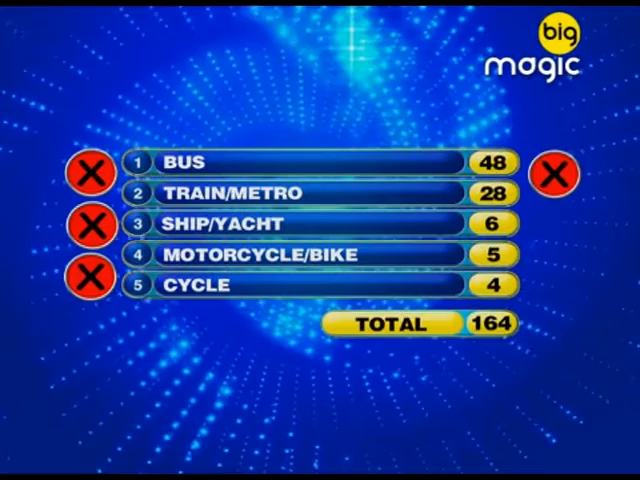 big
magic
1 BUS 48
2 TRAIN/METRO 28
3 SHIP/YACHT 6
4 MOTORCYCLE/BIKE 5
5 CYCLE 4
TOTAL 164